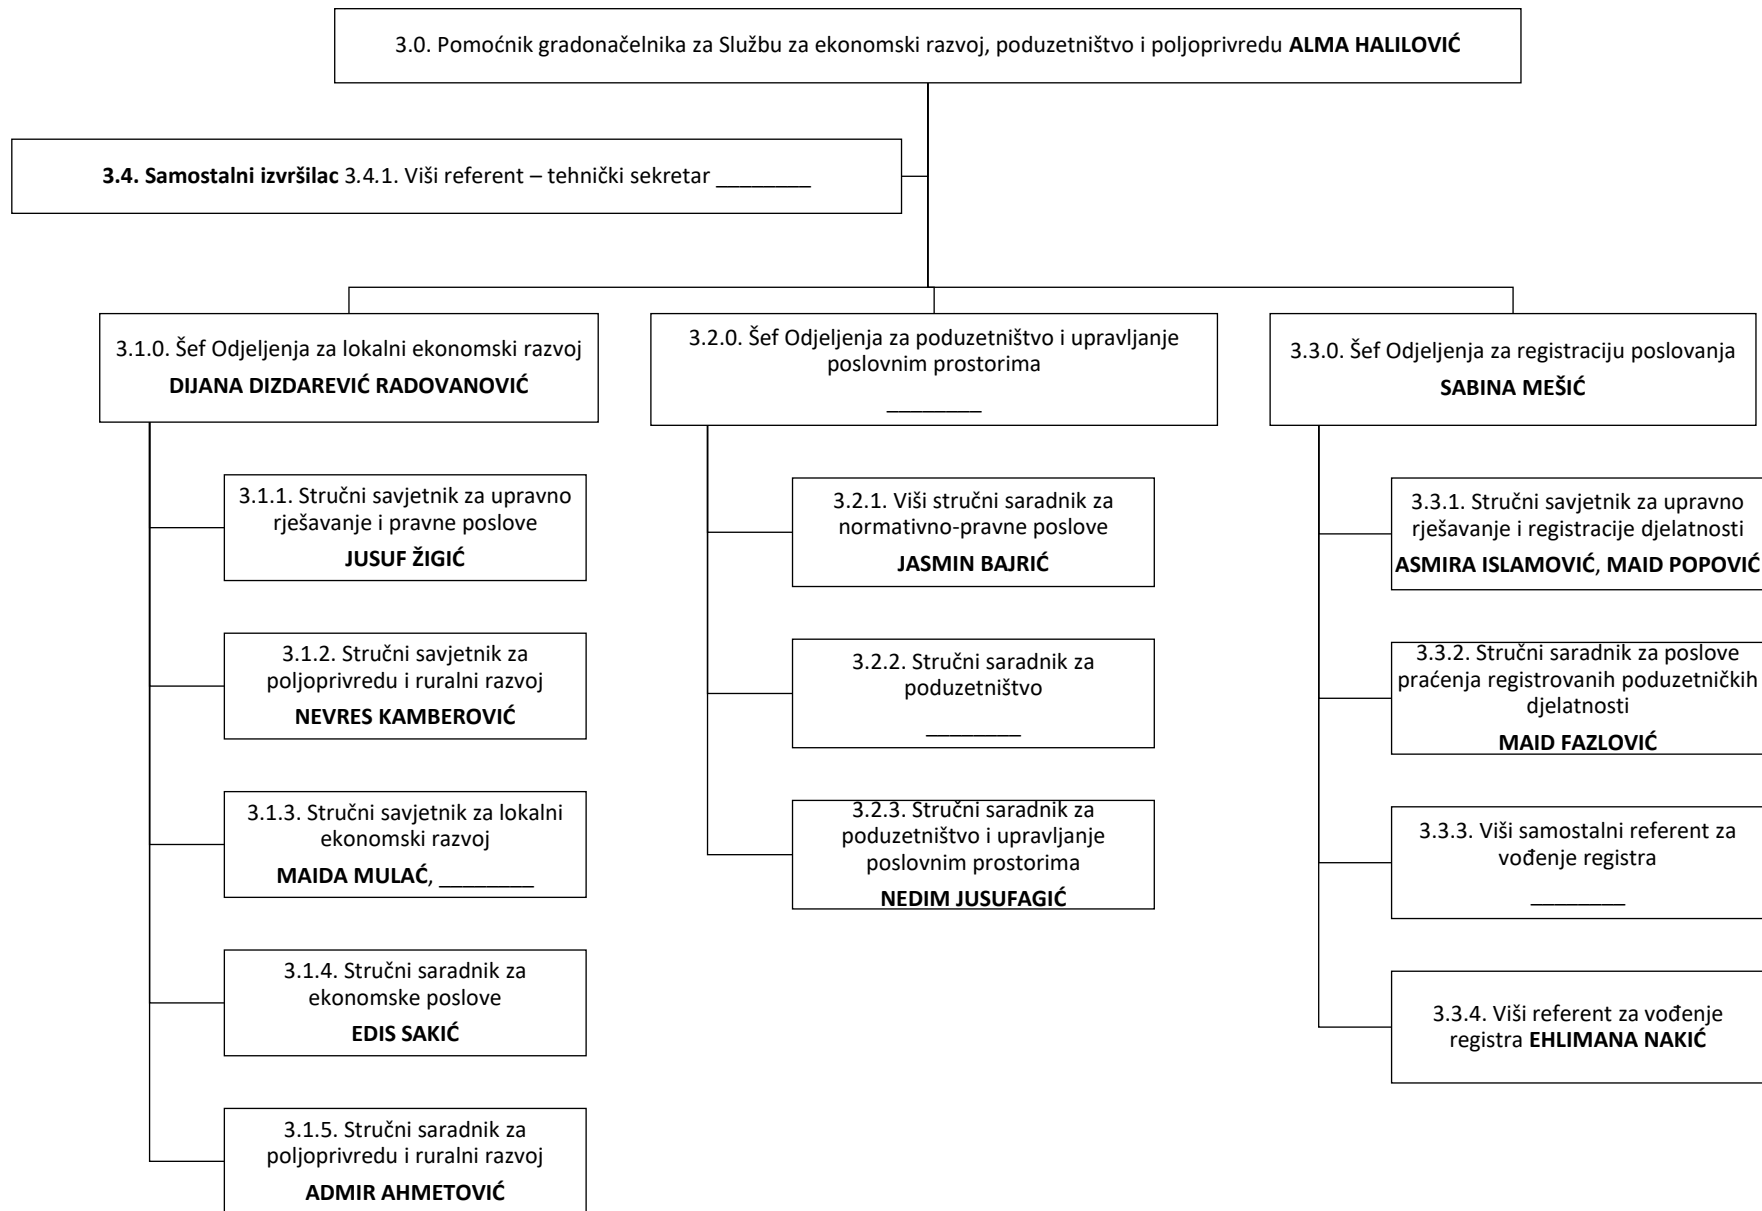 3.0. Pomoćnik gradonačelnika za Službu za ekonomski razvoj, poduzetništvo i poljoprivredu ALMA HALILOVIĆ
3.4. Samostalni izvršilac 3.4.1. Viši referent – tehnički sekretar ________
3.1.0. Šef Odjeljenja za lokalni ekonomski razvoj
DIJANA DIZDAREVIĆ RADOVANOVIĆ
3.1.1. Stručni savjetnik za upravno
rješavanje i pravne poslove
JUSUF ŽIGIĆ
3.1.2. Stručni savjetnik za
poljoprivredu i ruralni razvoj
NEVRES KAMBEROVIĆ
3.1.3. Stručni savjetnik za lokalni
ekonomski razvoj
MAIDA MULAĆ, ________
3.1.4. Stručni saradnik za
ekonomske poslove
EDIS SAKIĆ
3.1.5. Stručni saradnik za
poljoprivredu i ruralni razvoj
ADMIR AHMETOVIĆ
3.2.0. Šef Odjeljenja za poduzetništvo i upravljanje
poslovnim prostorima
________
3.2.1. Viši stručni saradnik za
normativno-pravne poslove
JASMIN BAJRIĆ
3.2.2. Stručni saradnik za
poduzetništvo
________
3.2.3. Stručni saradnik za
poduzetništvo i upravljanje
poslovnim prostorima
NEDIM JUSUFAGIĆ
3.3.0. Šef Odjeljenja za registraciju poslovanja
SABINA MEŠIĆ
3.3.1. Stručni savjetnik za upravno
rješavanje i registracije djelatnosti
ASMIRA ISLAMOVIĆ, MAID POPOVIĆ
3.3.2. Stručni saradnik za poslove
praćenja registrovanih poduzetničkih
djelatnosti
MAID FAZLOVIĆ
3.3.3. Viši samostalni referent za
vođenje registra
________
3.3.4. Viši referent za vođenje
registra EHLIMANA NAKIĆ